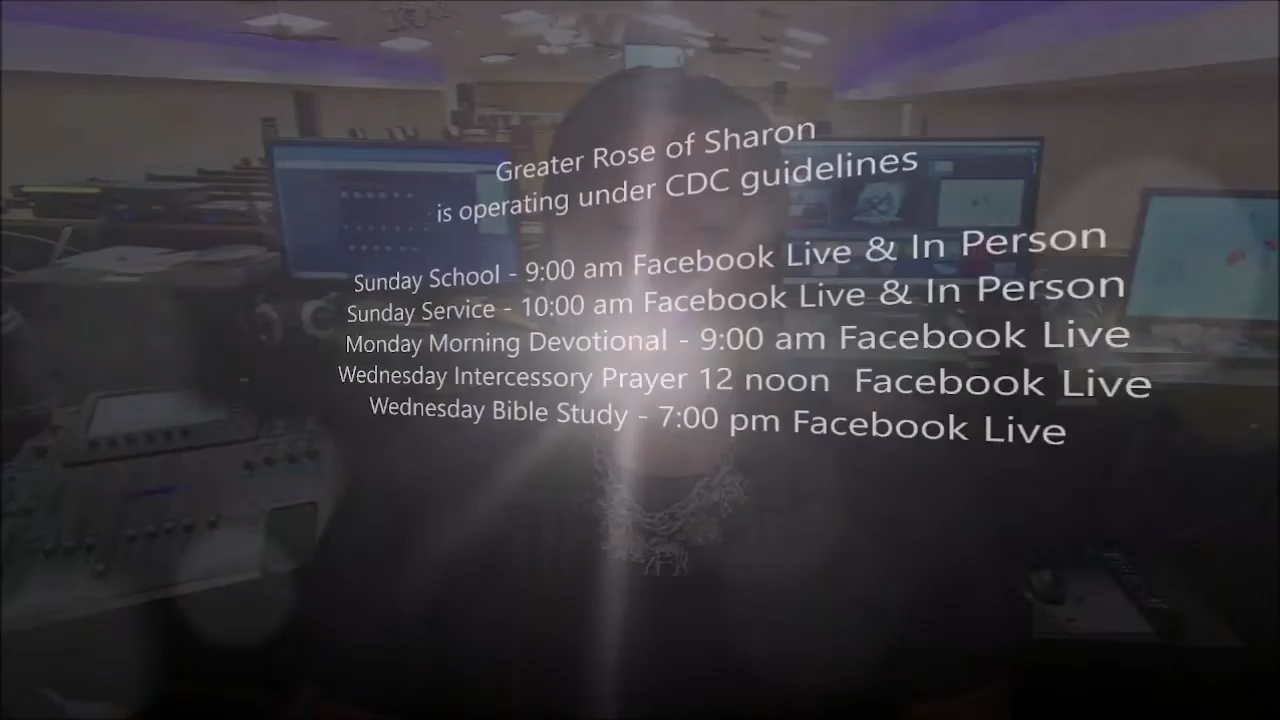 Greater Rose of Sharon
is operating under CDC guidelines
Sunday School - 9:00 am Facebook Live & In Person
Sunday Service - 10:00 am Facebook Live & In Person
Monday Morning Devotional - 9:00 am Facebook Live
Wednesday Intercessory Prayer 12 noon Facebook Live
Wednesday Bible Study - 7:00 pm Facebook Live